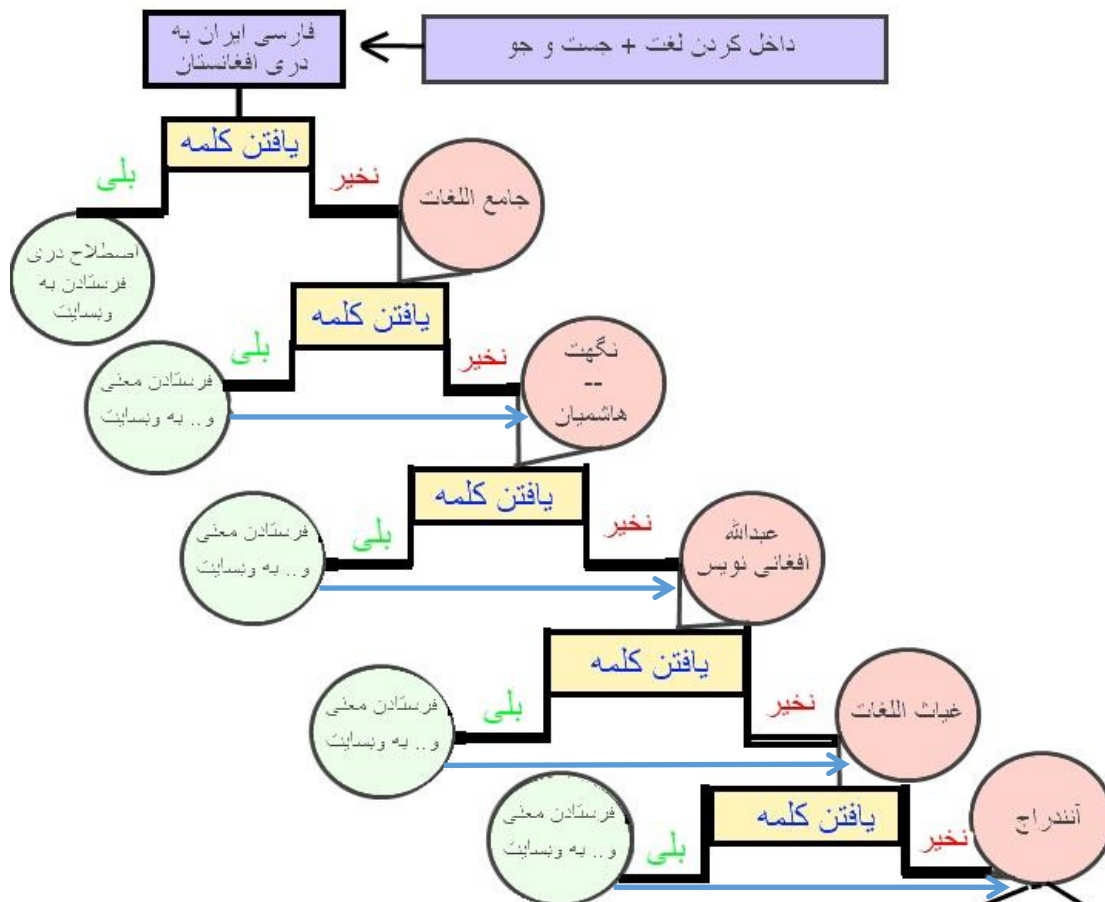 فارسی ایران به
دری افغانستان
داخل کردن لغت + جست و جو
یافتن کلمه
بلی
نخیر
جامع اللغات
اصطلاح دری
فرستادن به
وبسایت
یافتن کلمه
بلی
نخیر
نگهت
--
هاشمیان
فرستادن معنی
و.. به وبسایت
یافتن کلمه
بلی
نخیر
عبدالله
افغانی نویس
فرستادن معنی
و.. به وبسایت
یافتن کلمه
بلی
نخیر
غیاث اللغات
فرستادن معنی
و.. به وبسایت
یافتن کلمه
بلی
نخیر
آنندراج
فرستادن معنی
و.. به وبسایت